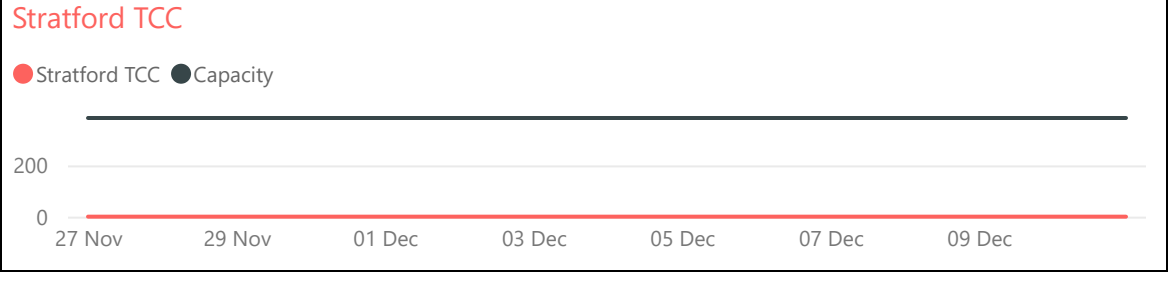 Stratford TCC
Stratford TCC Capacity
200
0
27 Nov 29 Nov 01 Dec 03 Dec 05 Dec 07 Dec 09 Dec